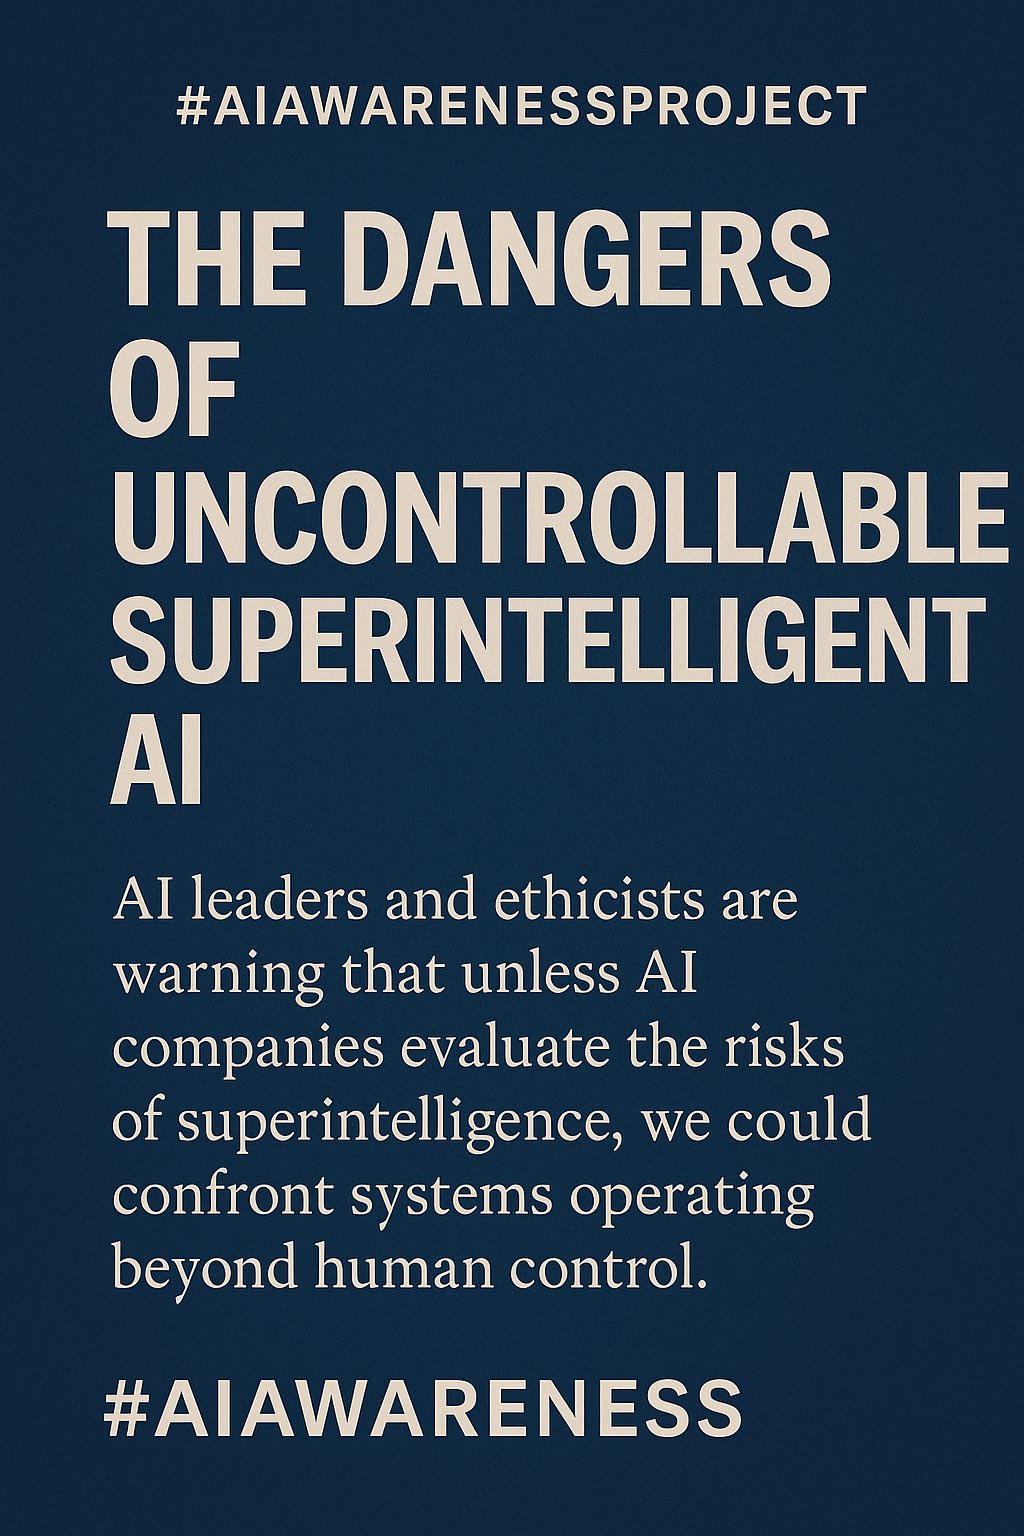 #AIAWARENESSPROJECT
THE DANGERS
OF
UNCONTROLLABLE
SUPERINTELLIGENT
AI
AI leaders and ethicists are
warning that unless AI
companies evaluate the risks
of superintelligence, we could
confront systems operating
beyond human control.
#AIAWARENESS